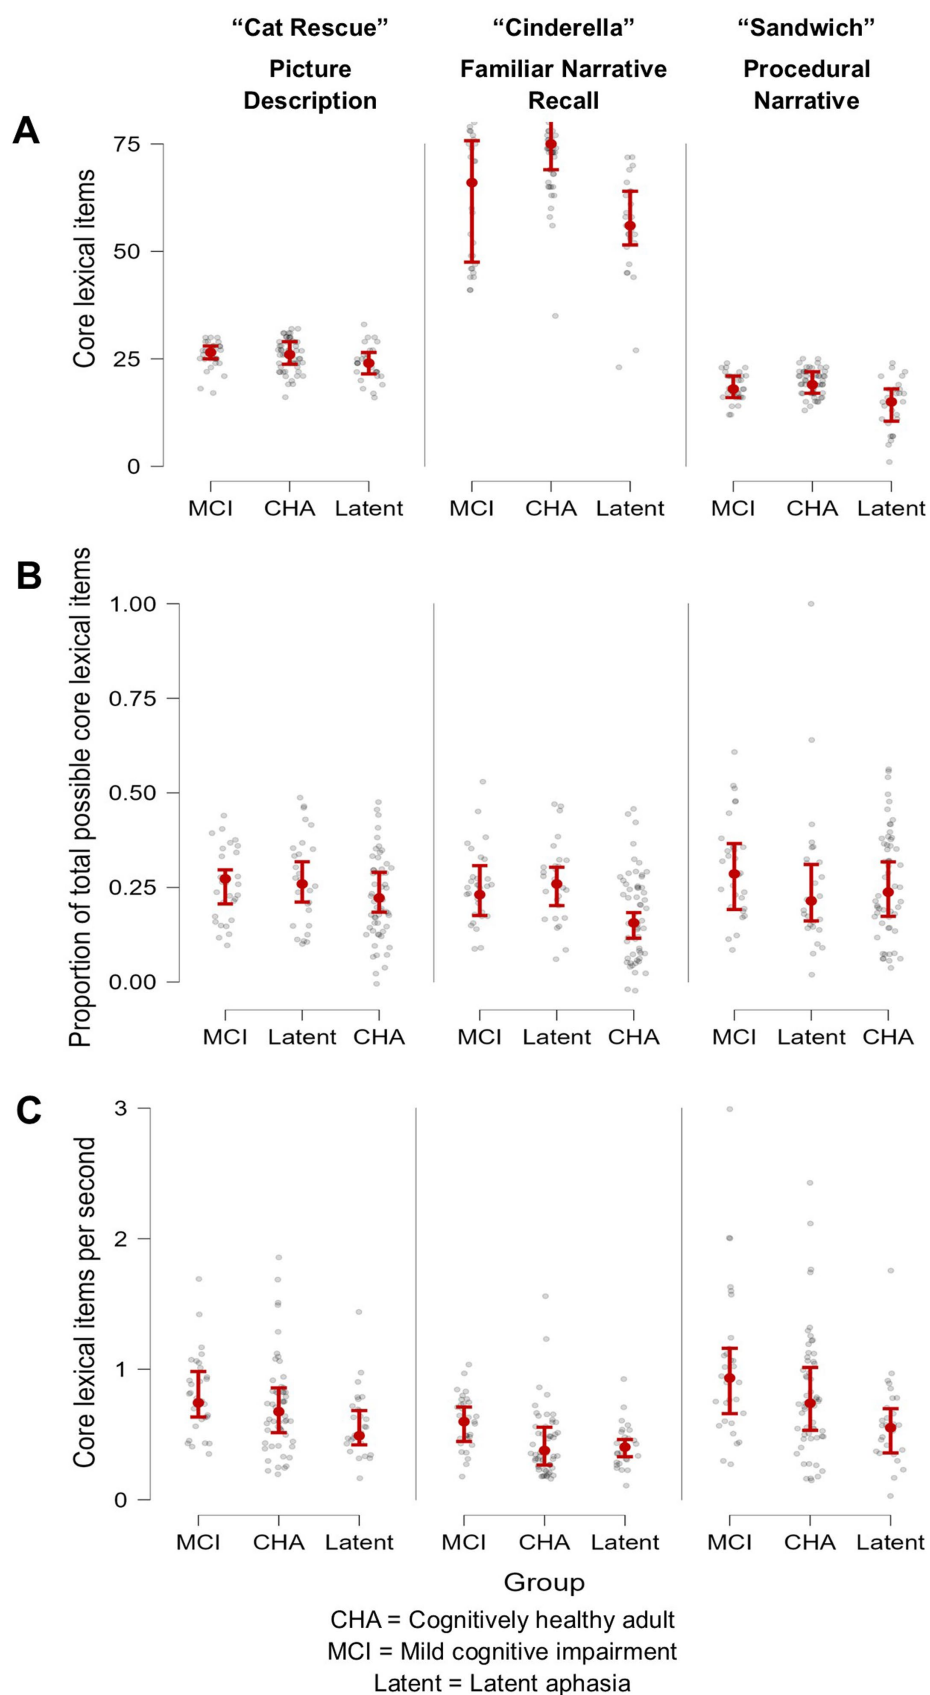 “Cat Rescue” “Cinderella” “Sandwich”
Picture Familiar Narrative Procedural
Description Recall Narrative
A
Core lexical items
75
50
25
0
MCI CHA Latent MCI CHA Latent MCI CHA Latent
B
Proportion of total possible core lexical items
1.00
0.75
0.50
0.25
0.00
MCI Latent CHA MCI Latent CHA MCI Latent CHA
C
Core lexical items per second
3
2
1
0
MCI CHA Latent MCI CHA Latent MCI CHA Latent
Group
CHA = Cognitively healthy adult
MCI = Mild cognitive impairment
Latent = Latent aphasia